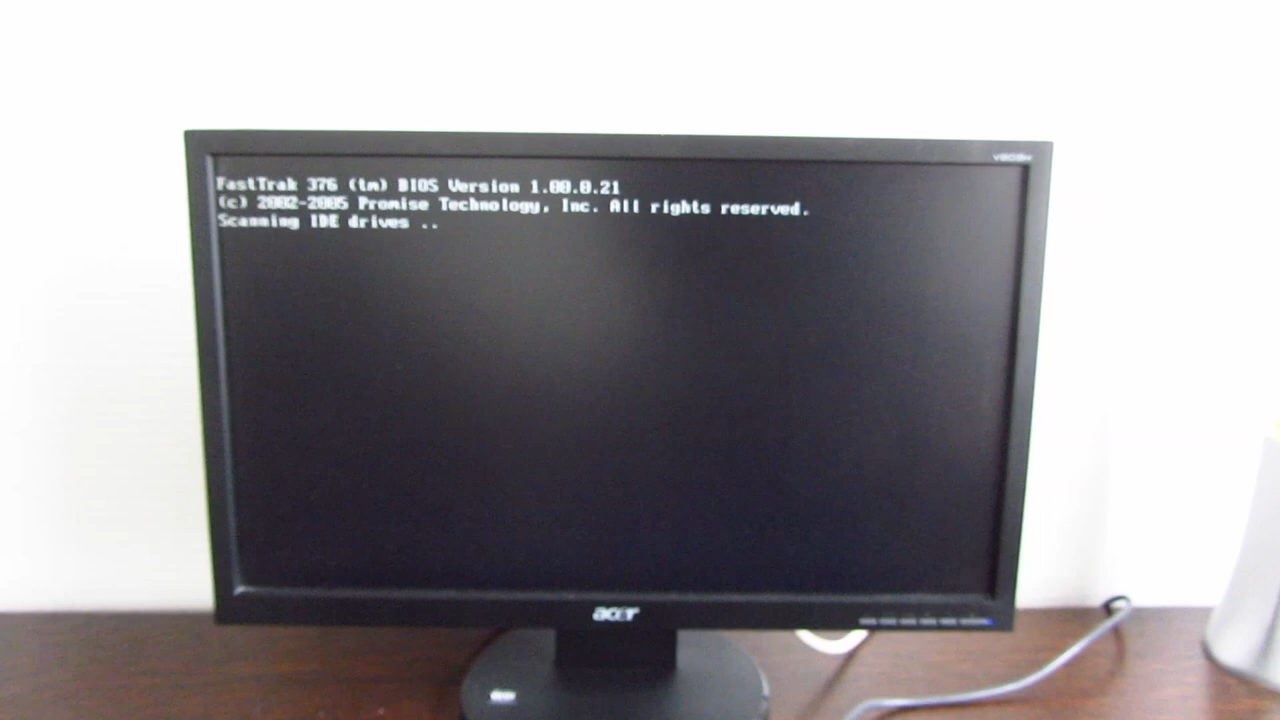 FastTrak 376 (tm) BIOS Version 1.00.0.21
(c) 2002-2005 Promise Technology, Inc. All rights reserved.
Scanning IDE drives ..
acer